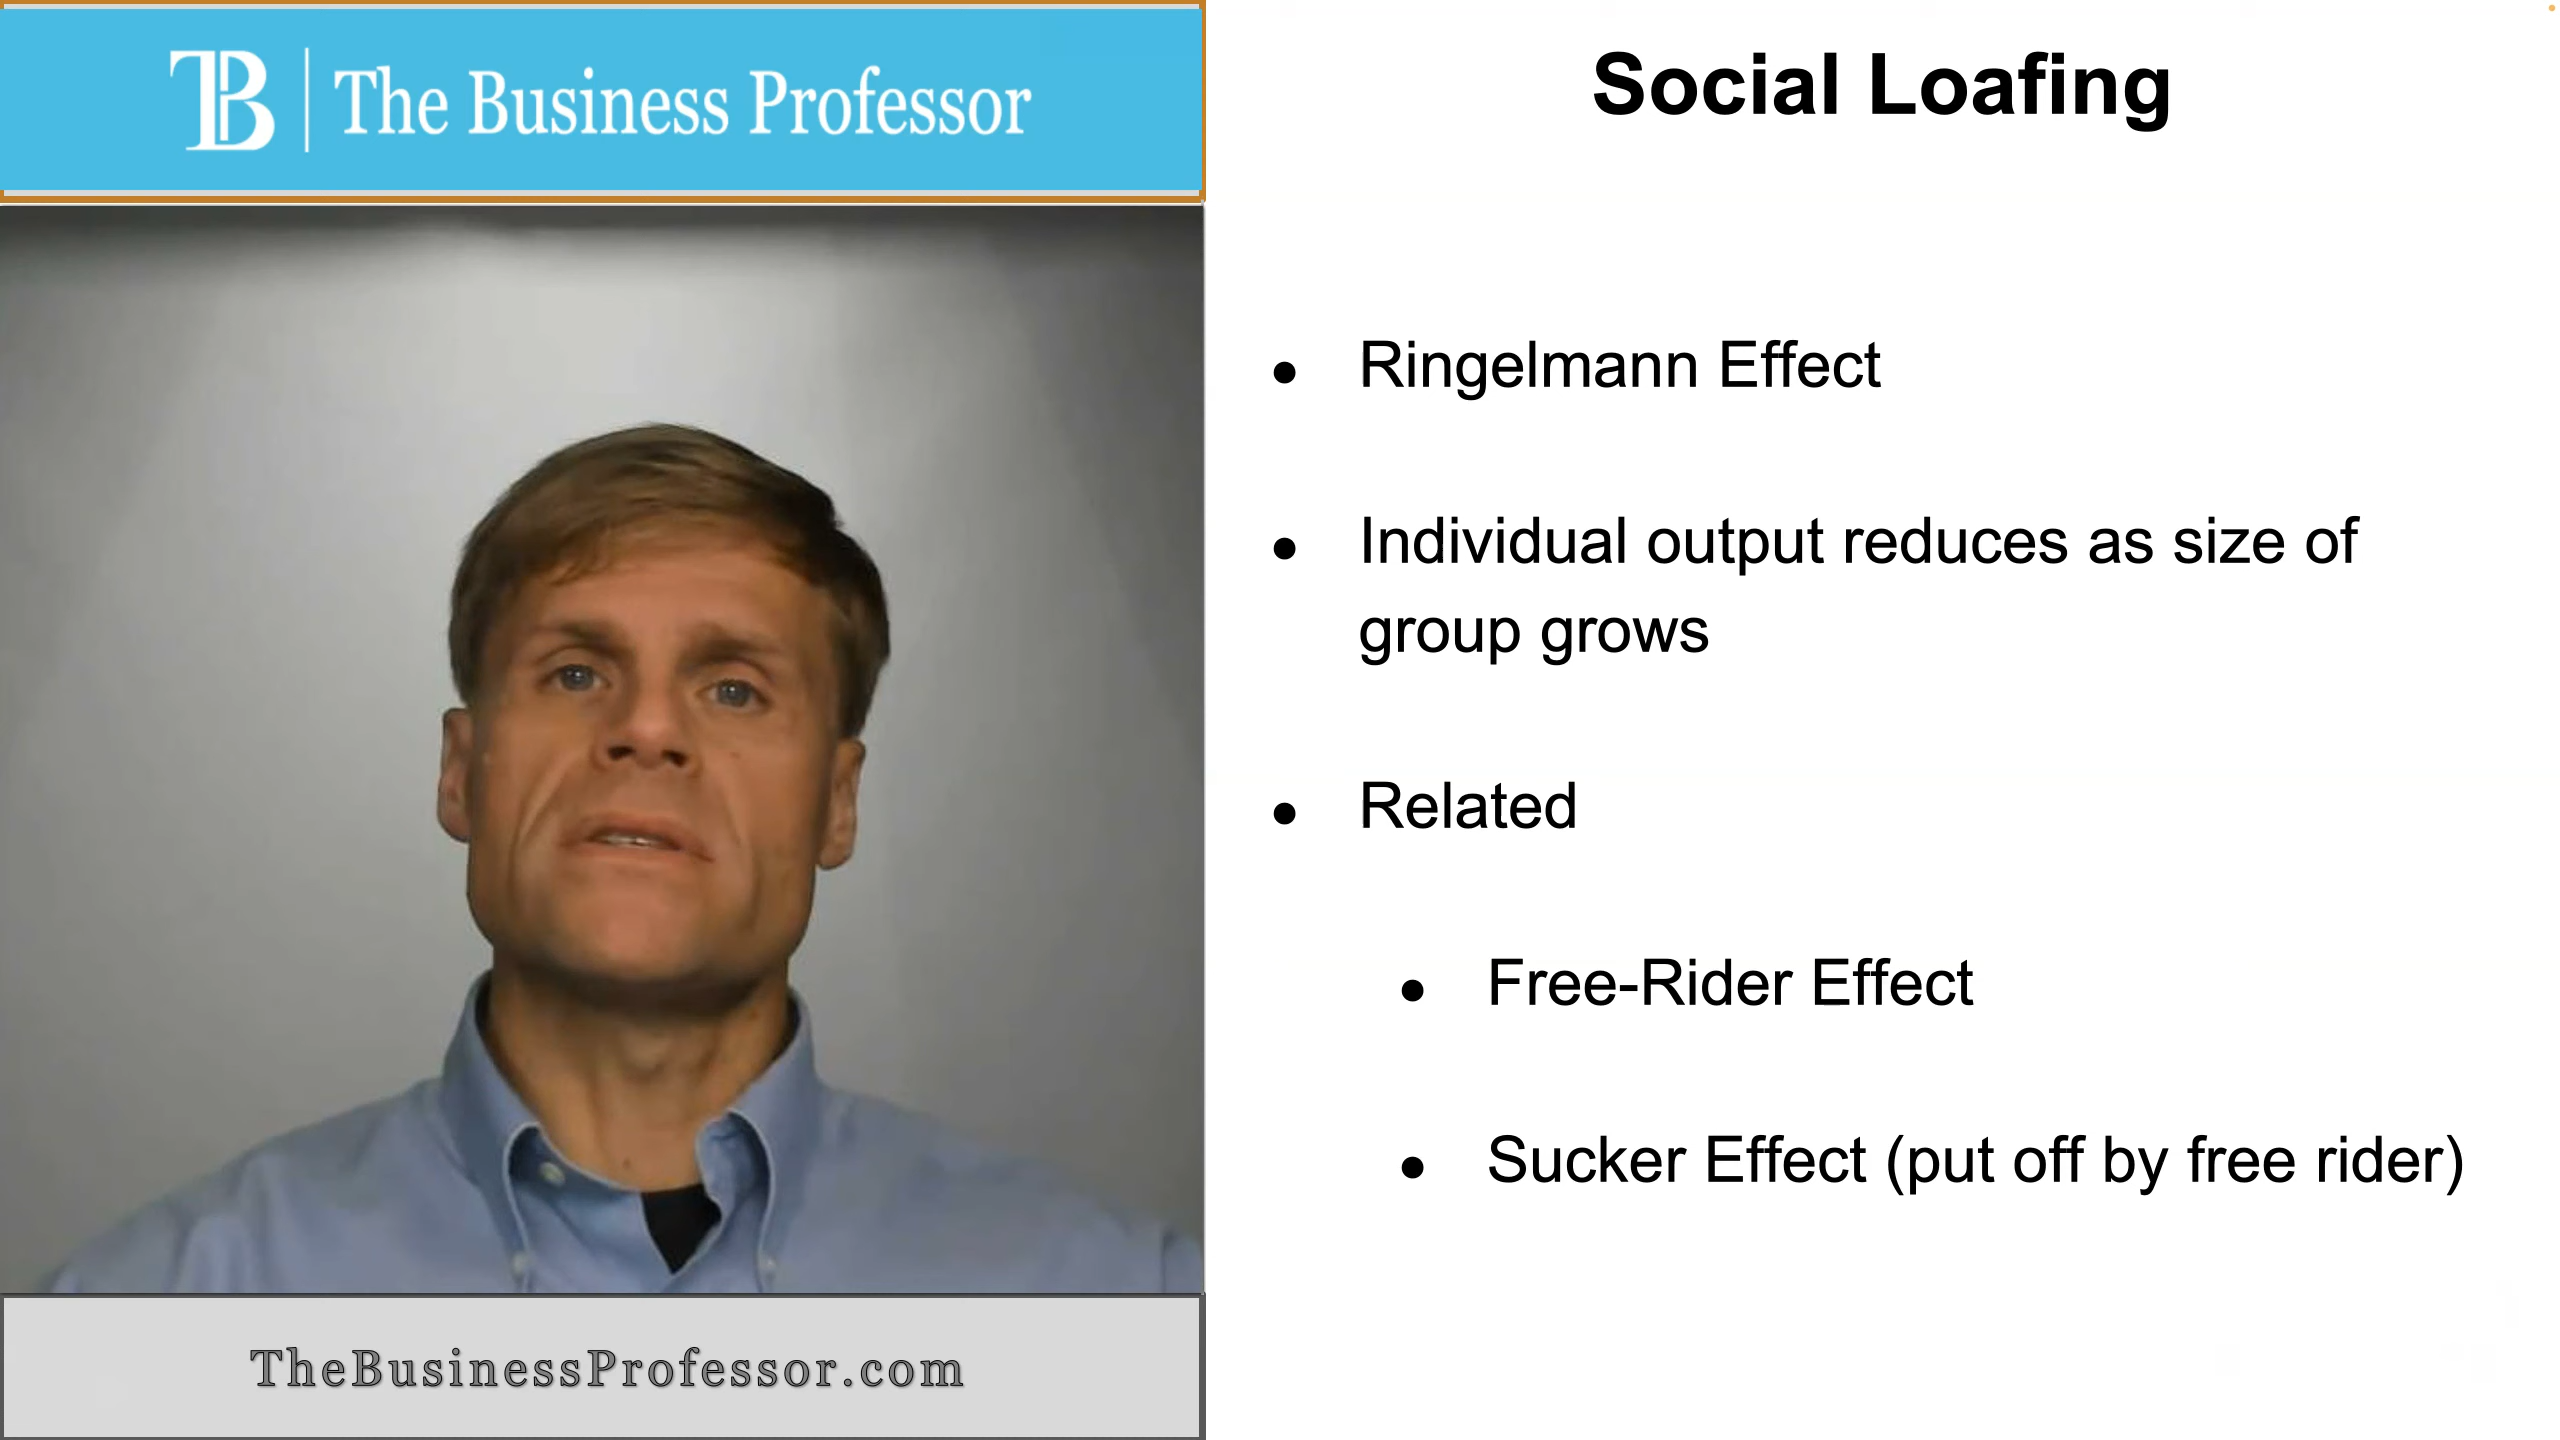 TB | The Business Professor
Social Loafing
● Ringelmann Effect
● Individual output reduces as size of
group grows
● Related
● Free-Rider Effect
● Sucker Effect (put off by free rider)
TheBusinessProfessor.com